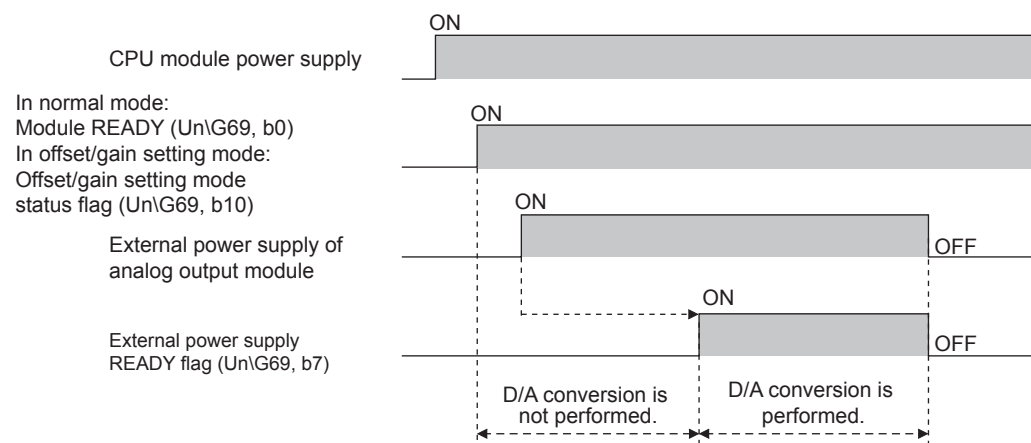 ON
CPU module power supply
In normal mode:
Module READY (Un\G69, b0)
In offset/gain setting mode:
Offset/gain setting mode
status flag (Un\G69, b10)
ON
ON
External power supply of
analog output module
OFF
ON
External power supply
READY flag (Un\G69, b7)
OFF
D/A conversion is
not performed.
D/A conversion is
performed.